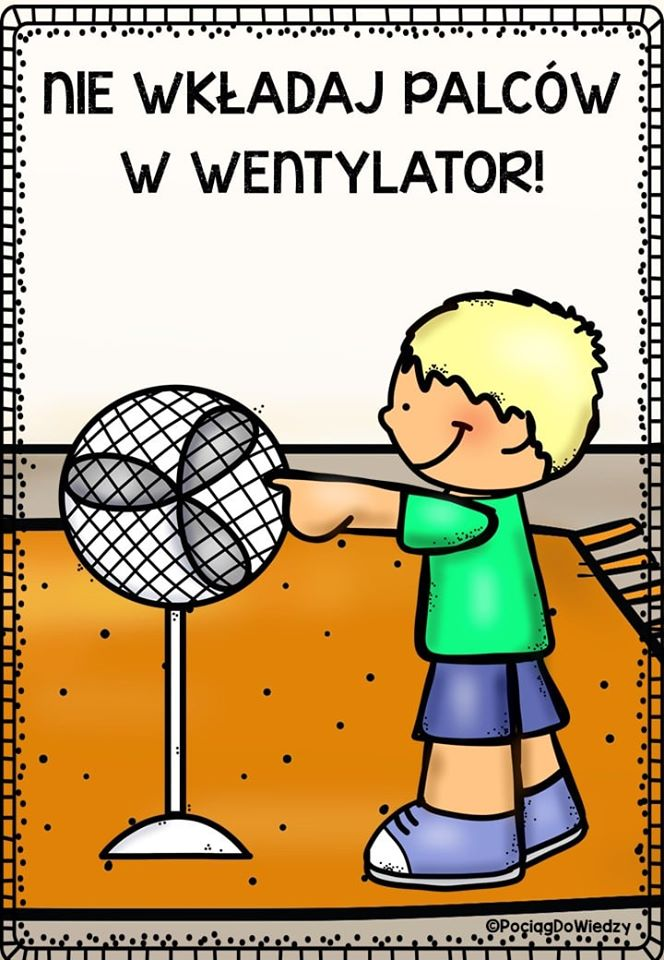 NIE WKŁADAJ PALCÓW
W WENTYLATOR!
©PociągDoWiedzy